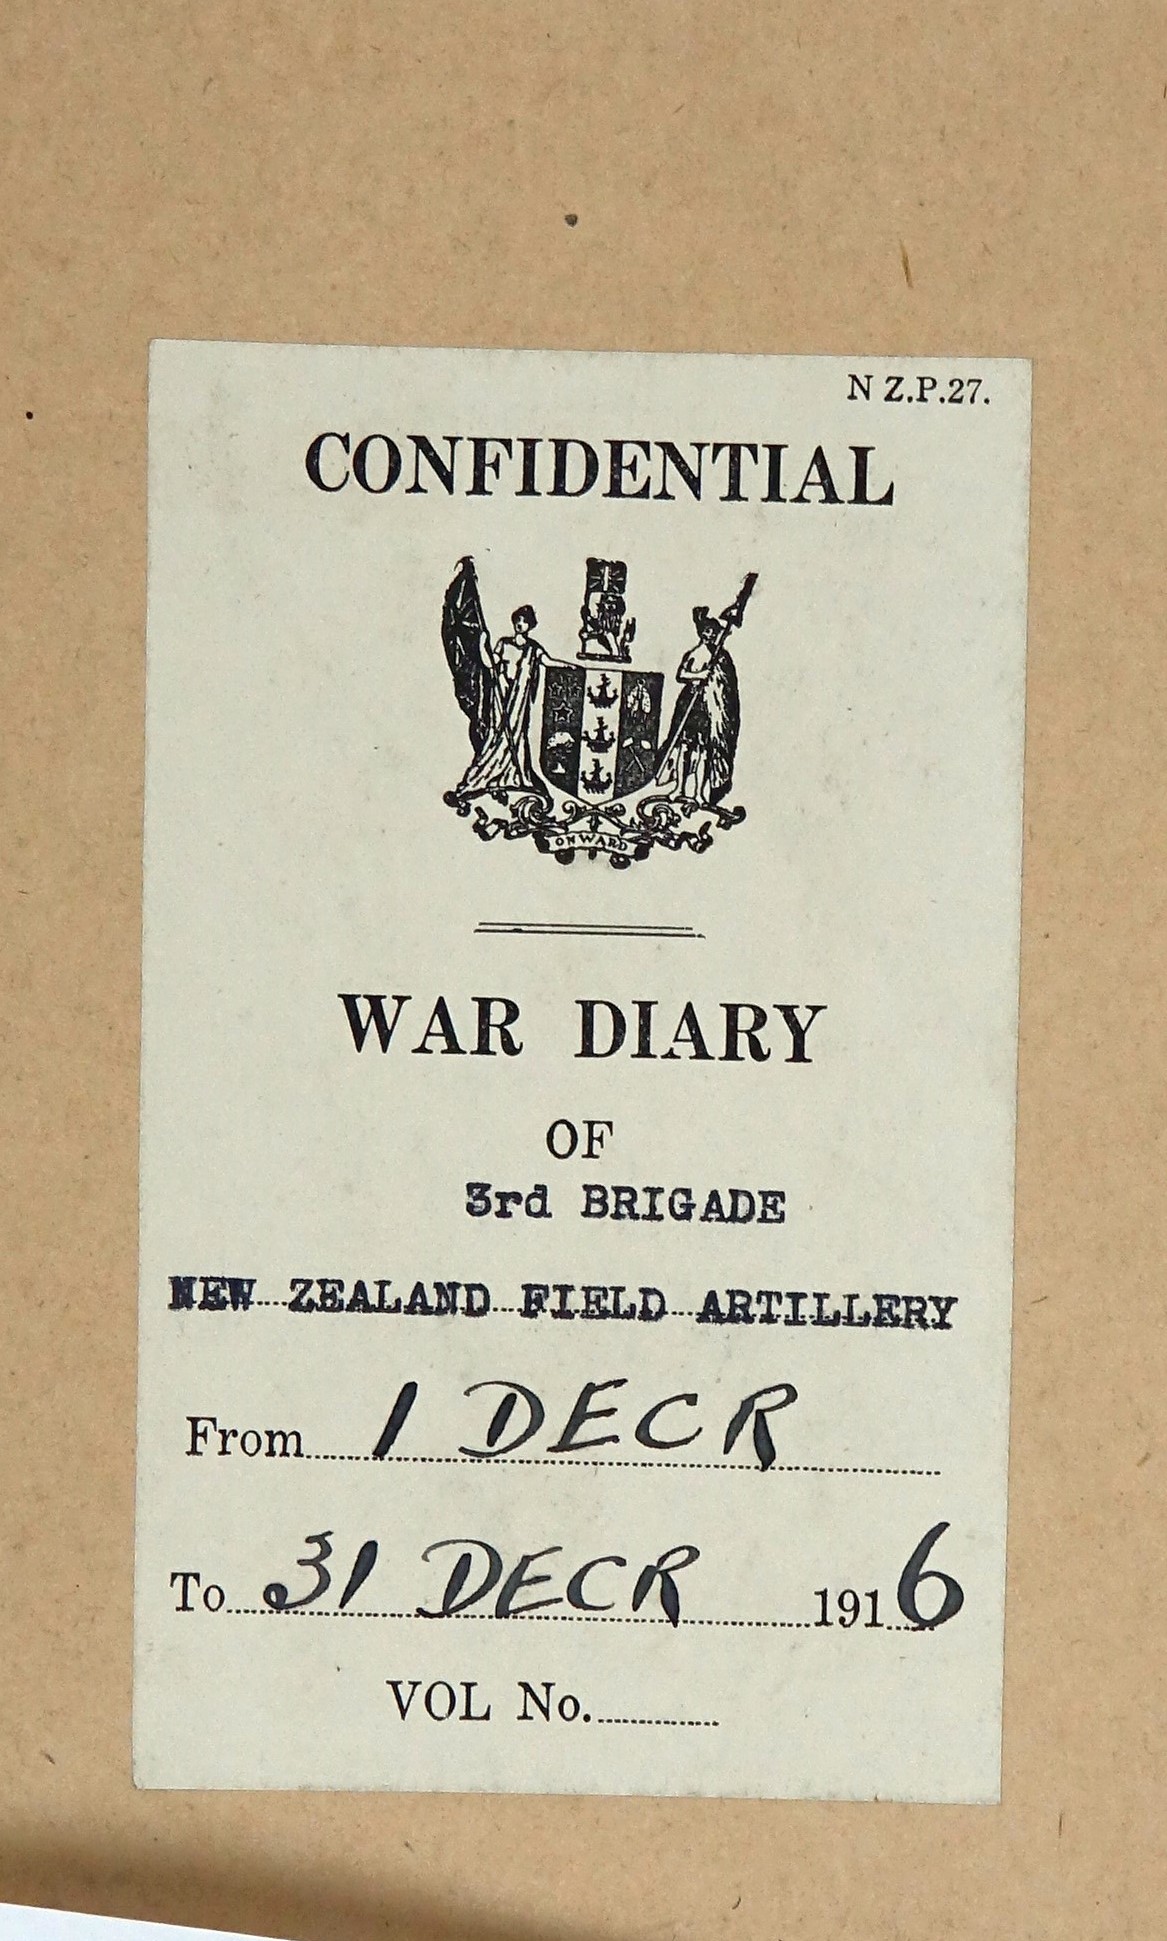 N Z.P.27.
CONFIDENTIAL
ONWARD
WAR DIARY
OF
3rd BRIGADE
NEW ZEALAND FIELD ARTILLERY
From 1 DECR
To 31 DECR 1916
VOL No.